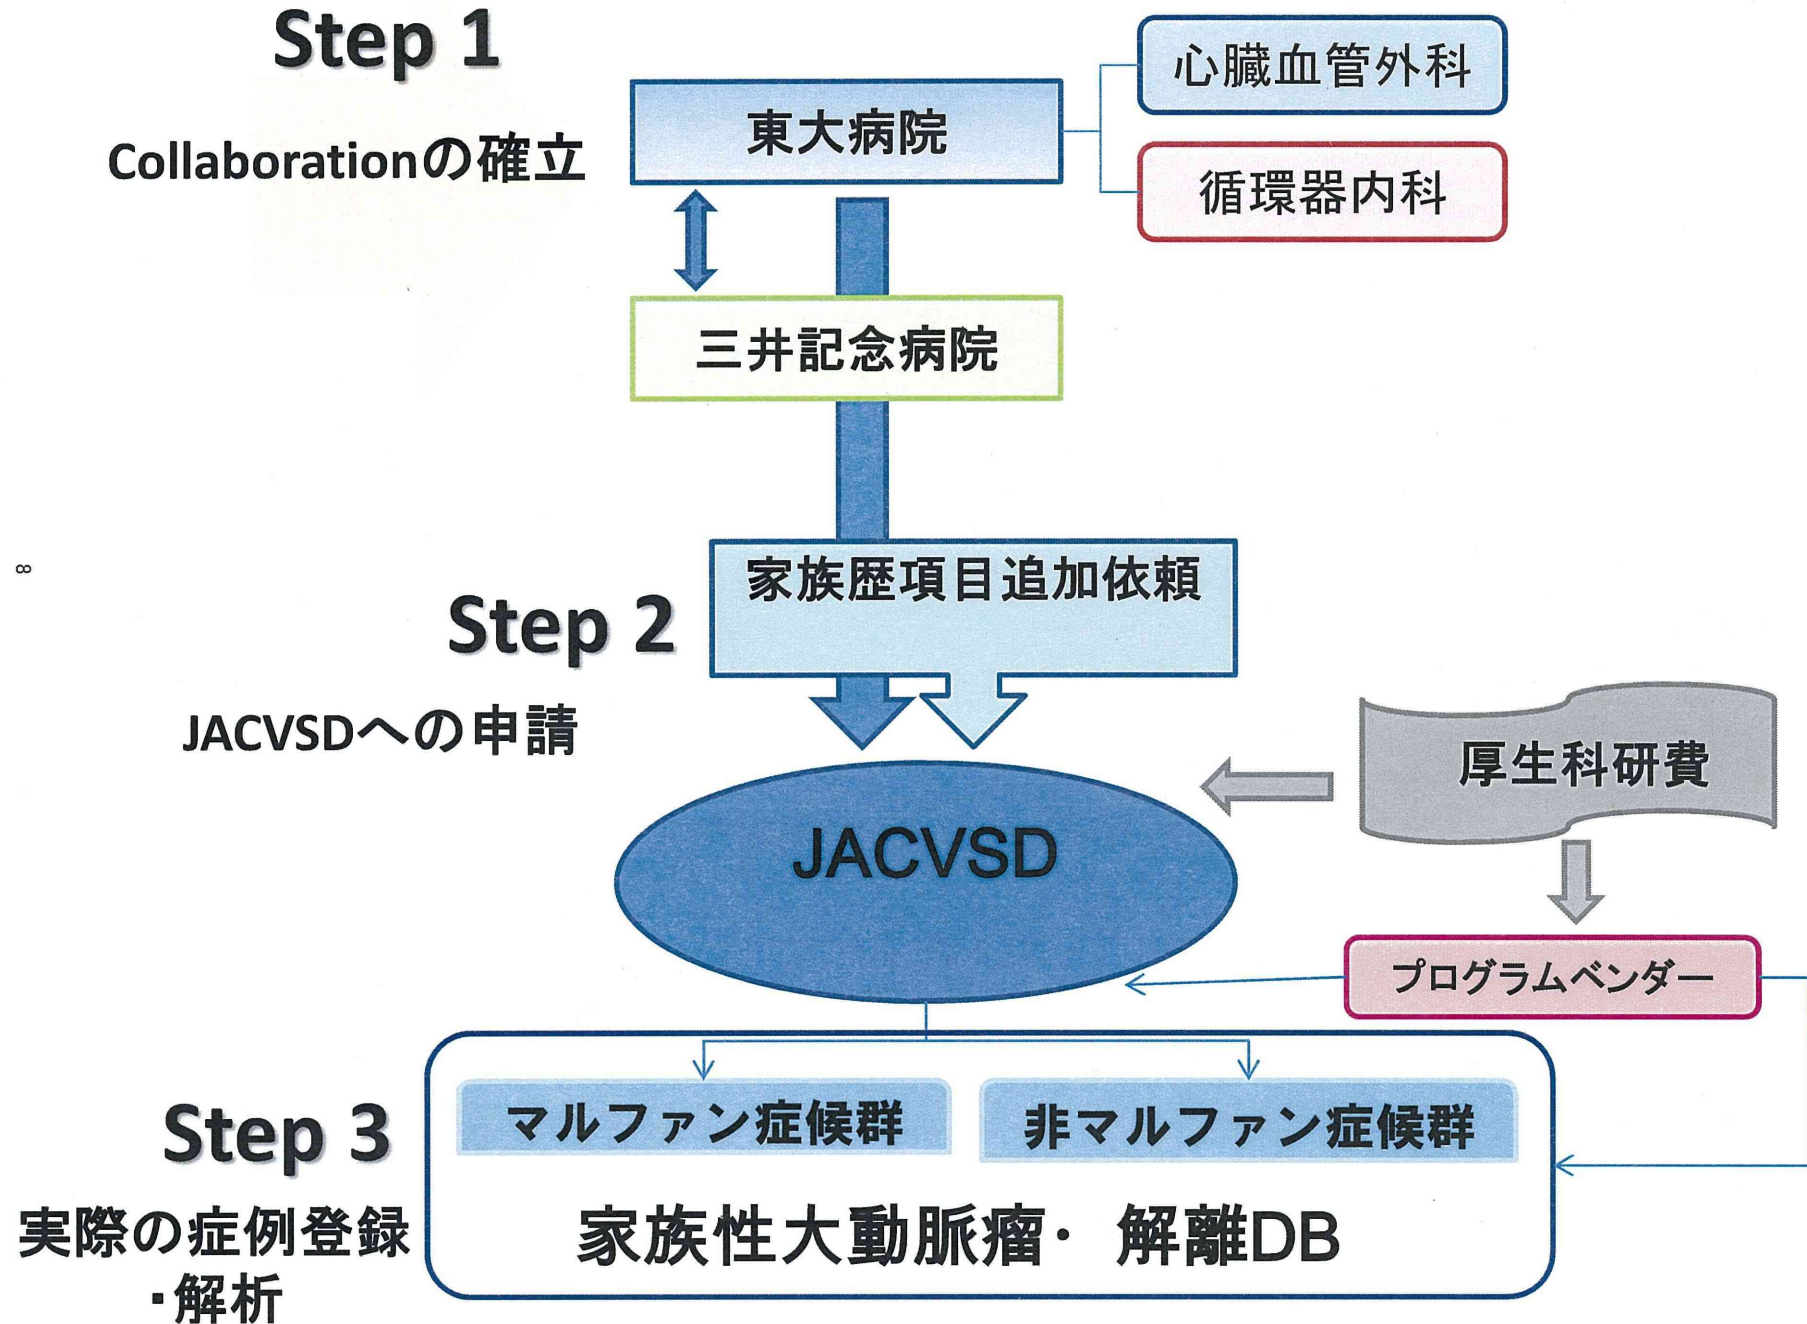 Step 1
Collaborationの確立
東大病院
心臓血管外科
循環器内科
三井記念病院
8
家族歴項目追加依頼
Step 2
JACVSDへの申請
厚生科研費
JACVSD
プログラムベンダー
マルファン症候群
非マルファン症候群
Step 3
実際の症例登録
・解析
家族性大動脈瘤・ 解離DB